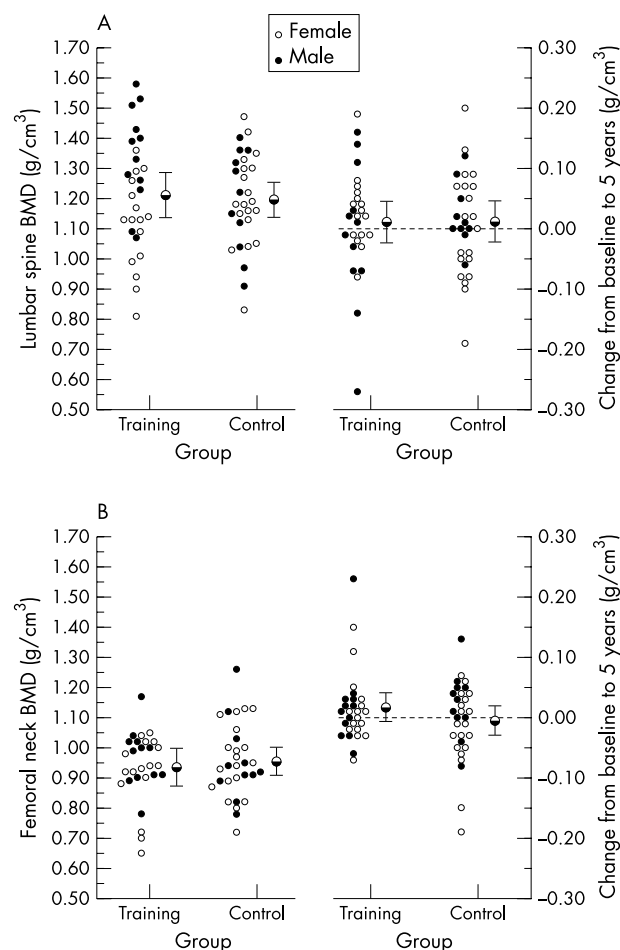 A
Female
Male
Lumbar spine BMD (g/cm³)
1.70
1.60
1.50
1.40
1.30
1.20
1.10
1.00
0.90
0.80
0.70
0.60
0.50
Training
Control
Group
Training
Control
Group
0.30
0.20
0.10
0.00
–0.10
–0.20
–0.30
Change from baseline to 5 years (g/cm³)
B
Femoral neck BMD (g/cm³)
1.70
1.60
1.50
1.40
1.30
1.20
1.10
1.00
0.90
0.80
0.70
0.60
0.50
Training
Control
Group
Training
Control
Group
0.30
0.20
0.10
0.00
–0.10
–0.20
–0.30
Change from baseline to 5 years (g/cm³)